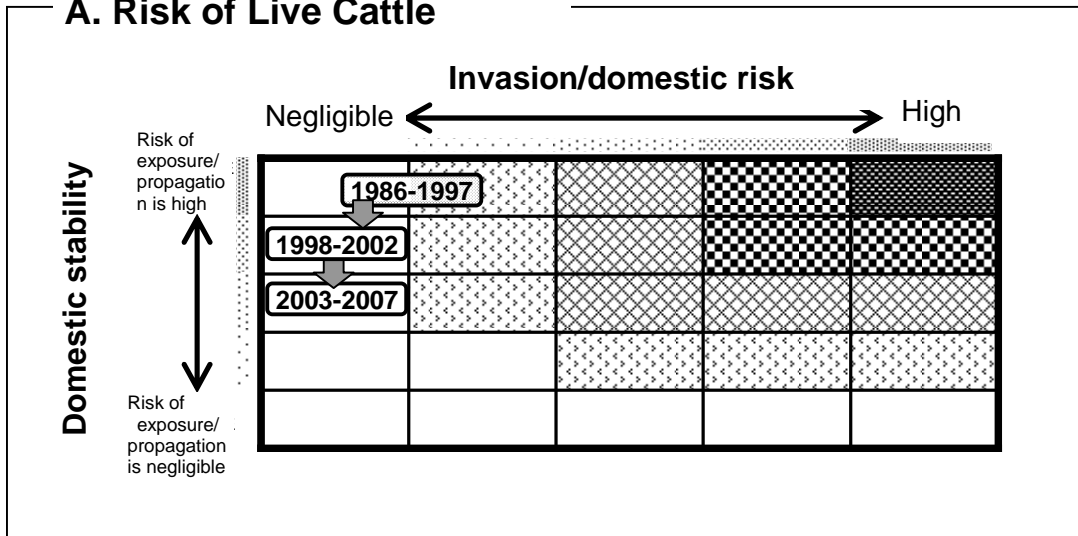 A. Risk of Live Cattle
Invasion/domestic risk
Negligible
High
Risk of
exposure/
propagatio
n is high
Domestic stability
1986-1997
1998-2002
2003-2007
Risk of
exposure/
propagation
is negligible